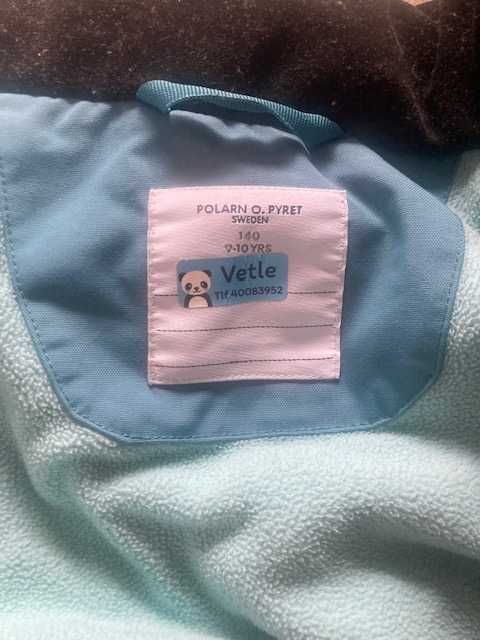 POLARN O. PYRET
SWEDEN
140
9-10 YRS
Vetle
Tlf 40083952